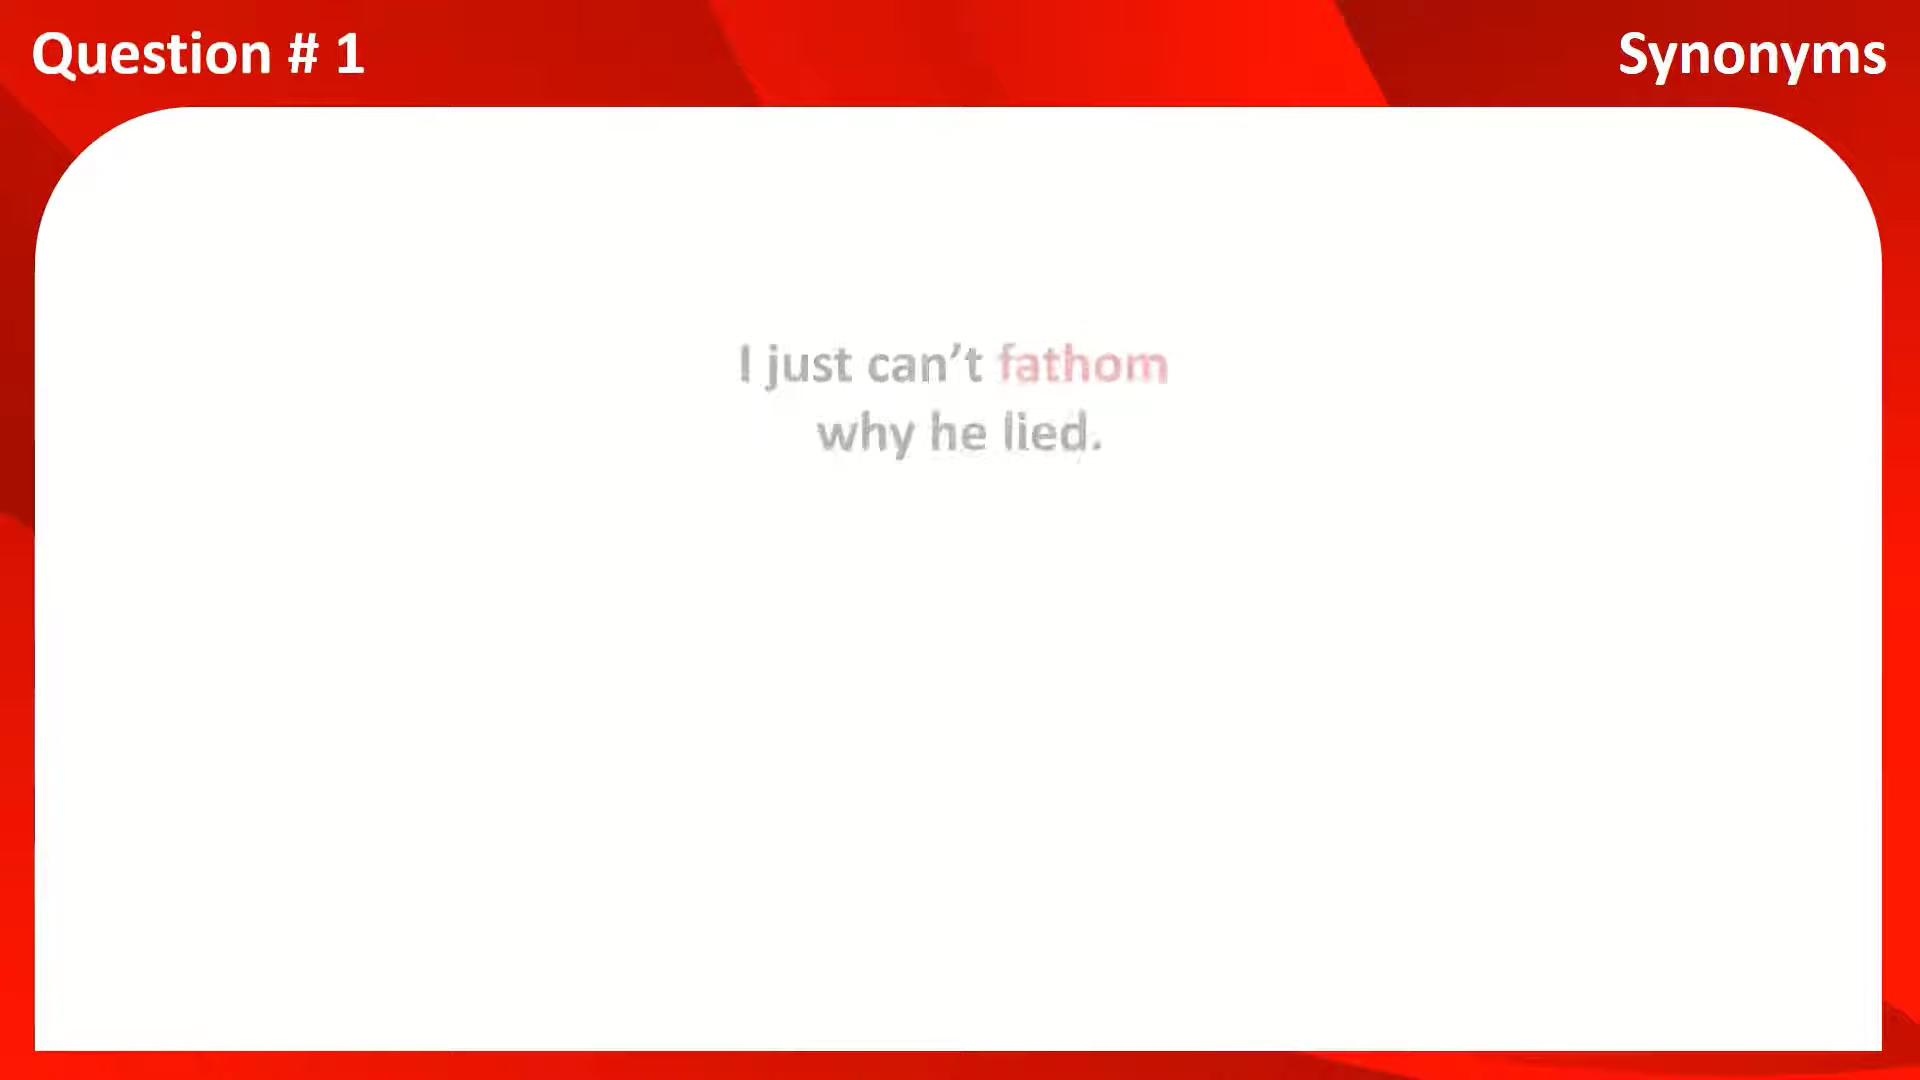 Question # 1
Synonyms
I just can’t fathom
why he lied.